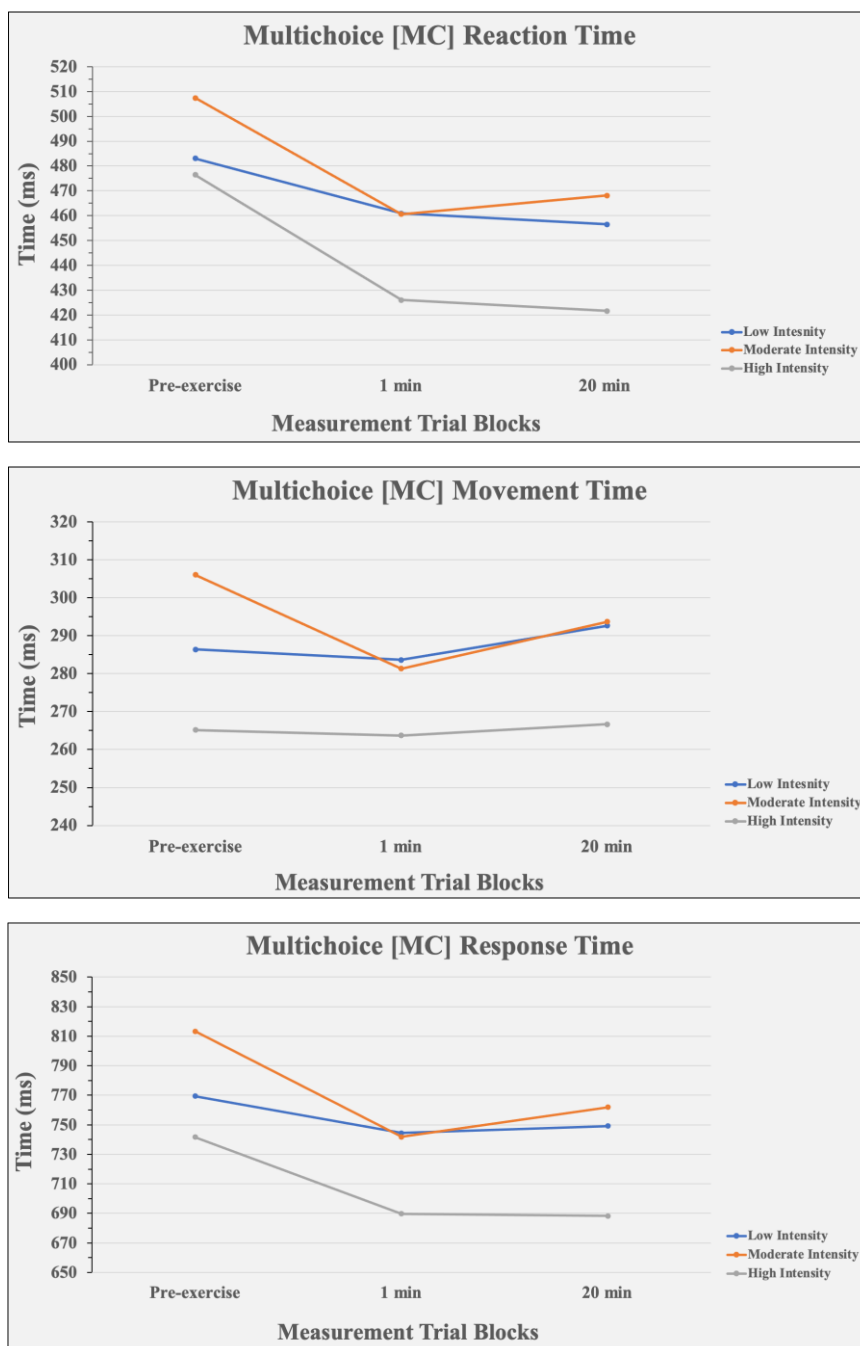 Multichoice [MC] Reaction Time
520
510
500
490
480
470
460
450
440
430
420
410
400
Time (ms)
Low Intesnity
Moderate Intensity
High Intensity
Pre-exercise 1 min 20 min
Measurement Trial Blocks
Multichoice [MC] Movement Time
320
310
300
290
280
270
260
250
240
Time (ms)
Low Intesnity
Moderate Intensity
High Intensity
Pre-exercise 1 min 20 min
Measurement Trial Blocks
Multichoice [MC] Response Time
850
830
810
790
770
750
730
710
690
670
650
Time (ms)
Low Intensity
Moderate Intensity
High Intensity
Pre-exercise 1 min 20 min
Measurement Trial Blocks